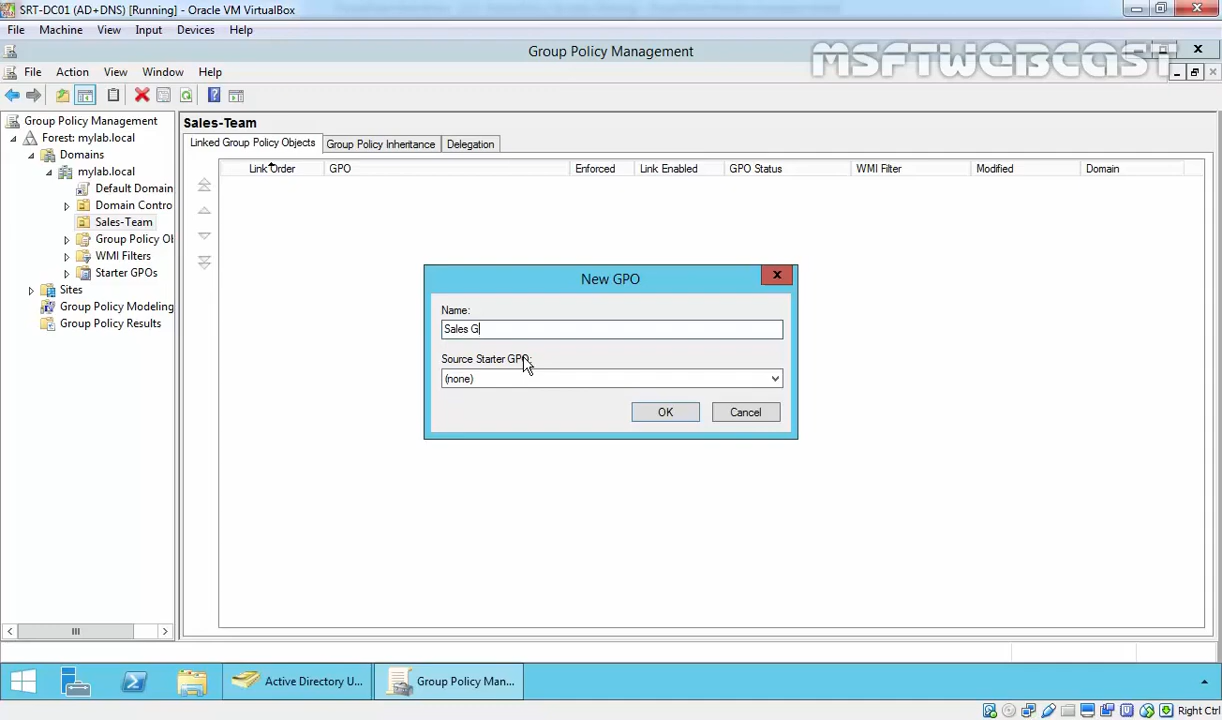 SRT-DC01 (AD+DNS) [Running] - Oracle VM VirtualBox
File Machine View Input Devices Help
Group Policy Management
MSFTWEBCAST
File Action View Window Help
Group Policy Management
Forest: mylab.local
Domains
mylab.local
Default Domain
Domain Contro
Sales-Team
Group Policy Ob
WMI Filters
Starter GPOs
Sites
Group Policy Modeling
Group Policy Results
Sales-Team
Linked Group Policy Objects Group Policy Inheritance Delegation
Link Order GPO Enforced Link Enabled GPO Status WMI Filter Modified Domain
New GPO
Name:
Sales G
Source Starter GPO:
(none)
OK Cancel
Active Directory U... Group Policy Man...
Right Ctrl